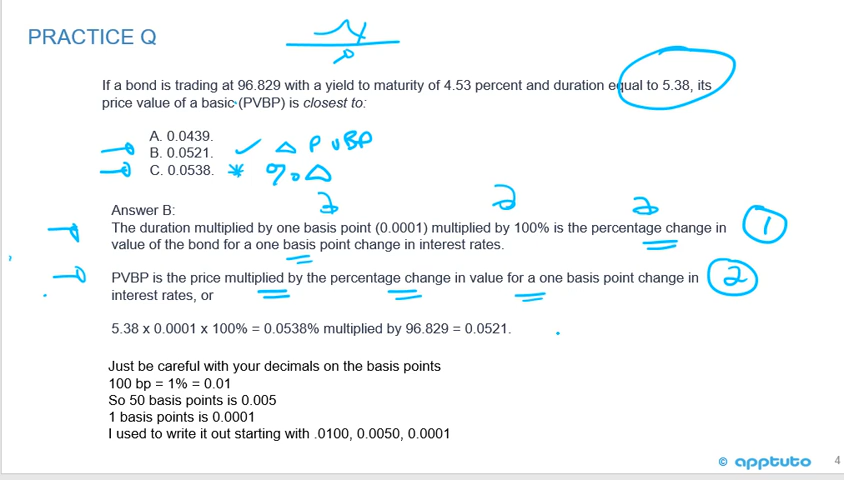 PRACTICE Q
If a bond is trading at 96.829 with a yield to maturity of 4.53 percent and duration equal to 5.38, its
price value of a basic (PVBP) is closest to:
A. 0.0439.
B. 0.0521. Δ PVBP
C. 0.0538. * %Δ
Answer B:
The duration multiplied by one basis point (0.0001) multiplied by 100% is the percentage change in 1
value of the bond for a one basis point change in interest rates.
PVBP is the price multiplied by the percentage change in value for a one basis point change in 2
interest rates, or
5.38 x 0.0001 x 100% = 0.0538% multiplied by 96.829 = 0.0521.
Just be careful with your decimals on the basis points
100 bp = 1% = 0.01
So 50 basis points is 0.005
1 basis points is 0.0001
I used to write it out starting with .0100, 0.0050, 0.0001
© apptuto 4